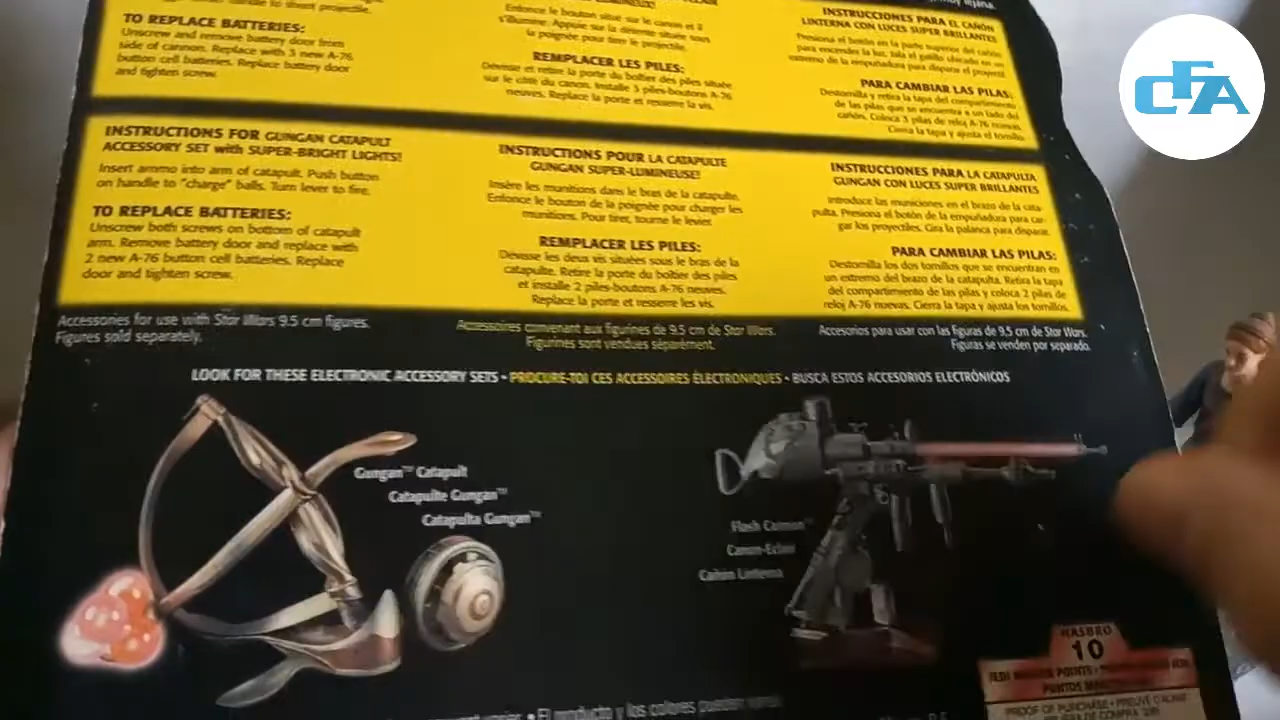 TO REPLACE BATTERIES:
Unscrew and remove battery door from
side of cannon. Replace with 3 new A-76
button cell batteries. Replace battery door
and tighten screw.
Enfonce le bouton situé sur le canon et il
s'illumine. Appuie sur la détente située sous
la poignée pour tirer le projectile.
REMPLACER LES PILES:
Dévisse et retire la porte du boîtier des piles située
sur le côté du canon. Installe 3 piles-boutons A-76
neuves. Replace la porte et resserre la vis.
INSTRUCCIONES PARA EL CAÑÓN
LINTERNA CON LUCES SUPER BRILLANTES
Presiona el botón en la parte superior del cañón
para encender la luz. Jala el gatillo ubicado en
extremo de la empuñadura para disparar el proyectil.
PARA CAMBIAR LAS PILAS:
Destornilla y retira la tapa del compartimiento
de las pilas que se encuentra a un lado del
cañón. Coloca 3 pilas de reloj A-76 nuevas.
Cierra la tapa y ajusta el tornillo.
CFA
INSTRUCTIONS FOR GUNGAN CATAPULT
ACCESSORY SET with SUPER-BRIGHT LIGHTS!
Insert ammo into arm of catapult. Push button
on handle to "charge" balls. Turn lever to fire.
TO REPLACE BATTERIES:
Unscrew both screws on bottom of catapult
arm. Remove battery door and replace with
2 new A-76 button cell batteries. Replace
door and tighten screw.
INSTRUCTIONS POUR LA CATAPULTE
GUNGAN SUPER-LUMINEUSE!
Insère les munitions dans le bras de la catapulte.
Enfonce le bouton de la poignée pour charger les
munitions. Pour tirer, tourne le levier.
REMPLACER LES PILES:
Dévisse les deux vis situées sous le bras de la
catapulte. Retire la porte du boîtier des piles
et installe 2 piles-boutons A-76 neuves.
Replace la porte et resserre les vis.
INSTRUCCIONES PARA LA CATAPULTA
GUNGAN CON LUCES SUPER BRILLANTES
Introduce las municiones en el brazo de la cata-
pulta. Presiona el botón de la empuñadura para car-
gar los proyectiles. Gira la palanca para disparar.
PARA CAMBIAR LAS PILAS:
Destornilla los dos tornillos que se encuentran en
un extremo del brazo de la catapulta. Retira la tapa
del compartimiento de las pilas y coloca 2 pilas de
reloj A-76 nuevas. Cierra la tapa y ajusta los tornillos.
Accessories for use with Star Wars 9.5 cm figures.
Figures sold separately.
Accessoires convenant aux figurines de 9.5 cm de Star Wars.
Figurines sont vendues séparément.
Accesorios para usar con las figuras de 9,5 cm de Star Wars.
Figuras se venden por separado.
LOOK FOR THESE ELECTRONIC ACCESSORY SETS • PROCURE-TOI CES ACCESSOIRES ÉLECTRONIQUES • BUSCA ESTOS ACCESORIOS ELECTRÓNICOS
Gungan™ Catapult
Catapulte Gungan™
Catapulta Gungan™
Flash Cannon™
Canon-Éclair
Cañón Linterna
HASBRO
10
JEDI POINTS •
PUNTOS
PROOF OF PURCHASE • PREUVE D'ACHAT
• El producto y los colores pueden